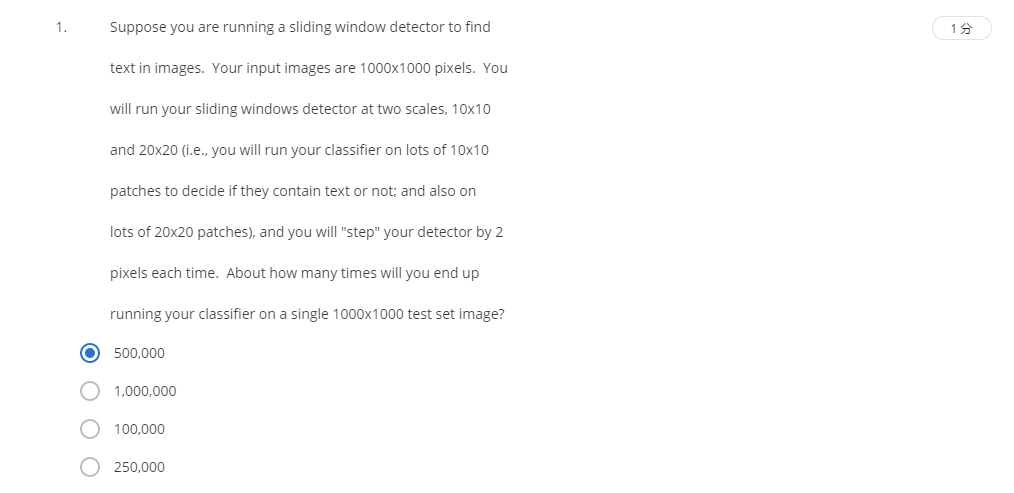 1. Suppose you are running a sliding window detector to find 1 分
text in images. Your input images are 1000x1000 pixels. You
will run your sliding windows detector at two scales, 10x10
and 20x20 (i.e., you will run your classifier on lots of 10x10
patches to decide if they contain text or not; and also on
lots of 20x20 patches), and you will "step" your detector by 2
pixels each time. About how many times will you end up
running your classifier on a single 1000x1000 test set image?
500,000
1,000,000
100,000
250,000